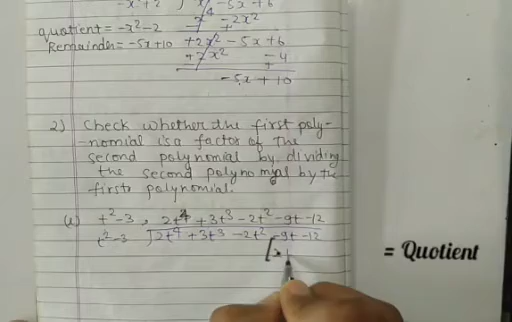 -x²+2 ) x⁴ -5x+6
x⁴ -2x²
quotient = -x²-2
Remainder = -5x+10 +2x² -5x+6
+2x² -4
-5x+10
2) Check whether the first poly-
-nomial is a factor of the
second polynomial by dividing
the second polynomial by the
first polynomial.
(i) t²-3, 2t⁴+3t³-2t²-9t-12
t²-3 ) 2t⁴+3t³-2t²-9t-12
= Quotient